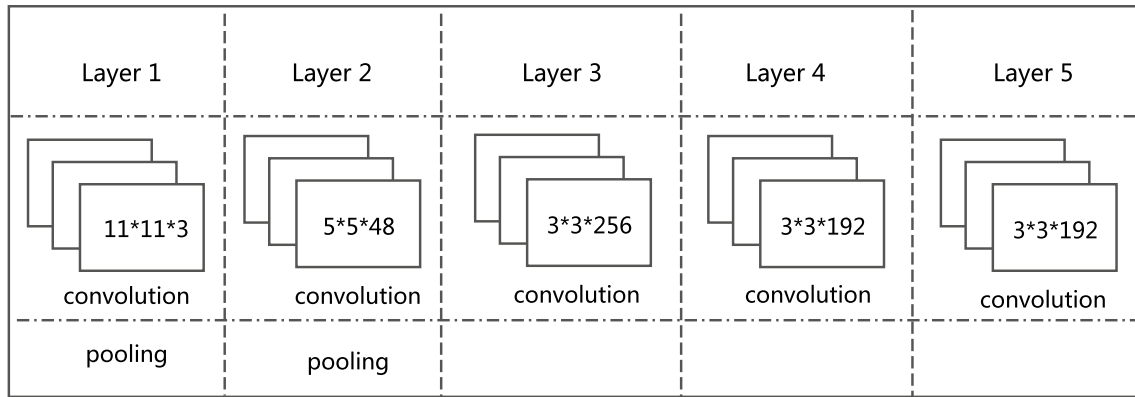 Layer 1
Layer 2
Layer 3
Layer 4
Layer 5
11*11*3
5*5*48
3*3*256
3*3*192
3*3*192
convolution
convolution
convolution
convolution
convolution
pooling
pooling